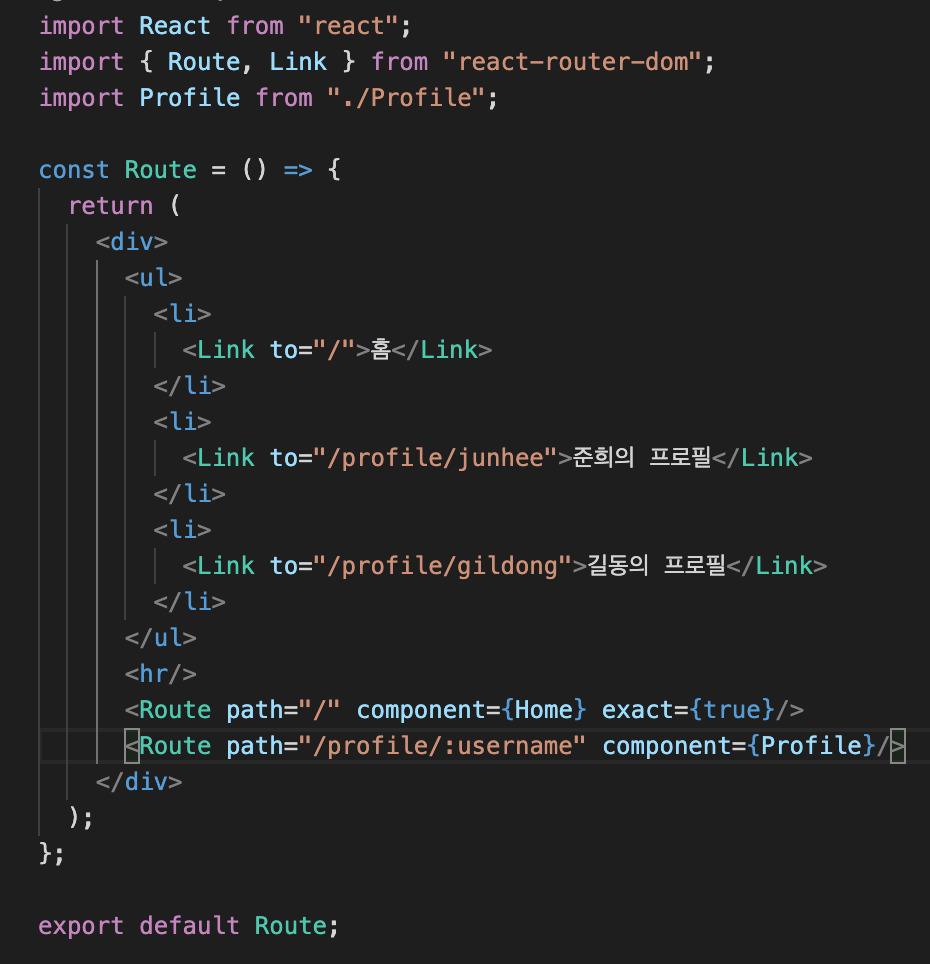 import React from "react";
import { Route, Link } from "react-router-dom";
import Profile from "./Profile";
const Route = () => {
return (
<div>
<ul>
<li>
<Link to="/">홈</Link>
</li>
<li>
<Link to="/profile/junhee">준희의 프로필</Link>
</li>
<li>
<Link to="/profile/gildong">길동의 프로필</Link>
</li>
</ul>
<hr/>
<Route path="/" component={Home} exact={true}/>
<Route path="/profile/:username" component={Profile}/>
</div>
);
};
export default Route;